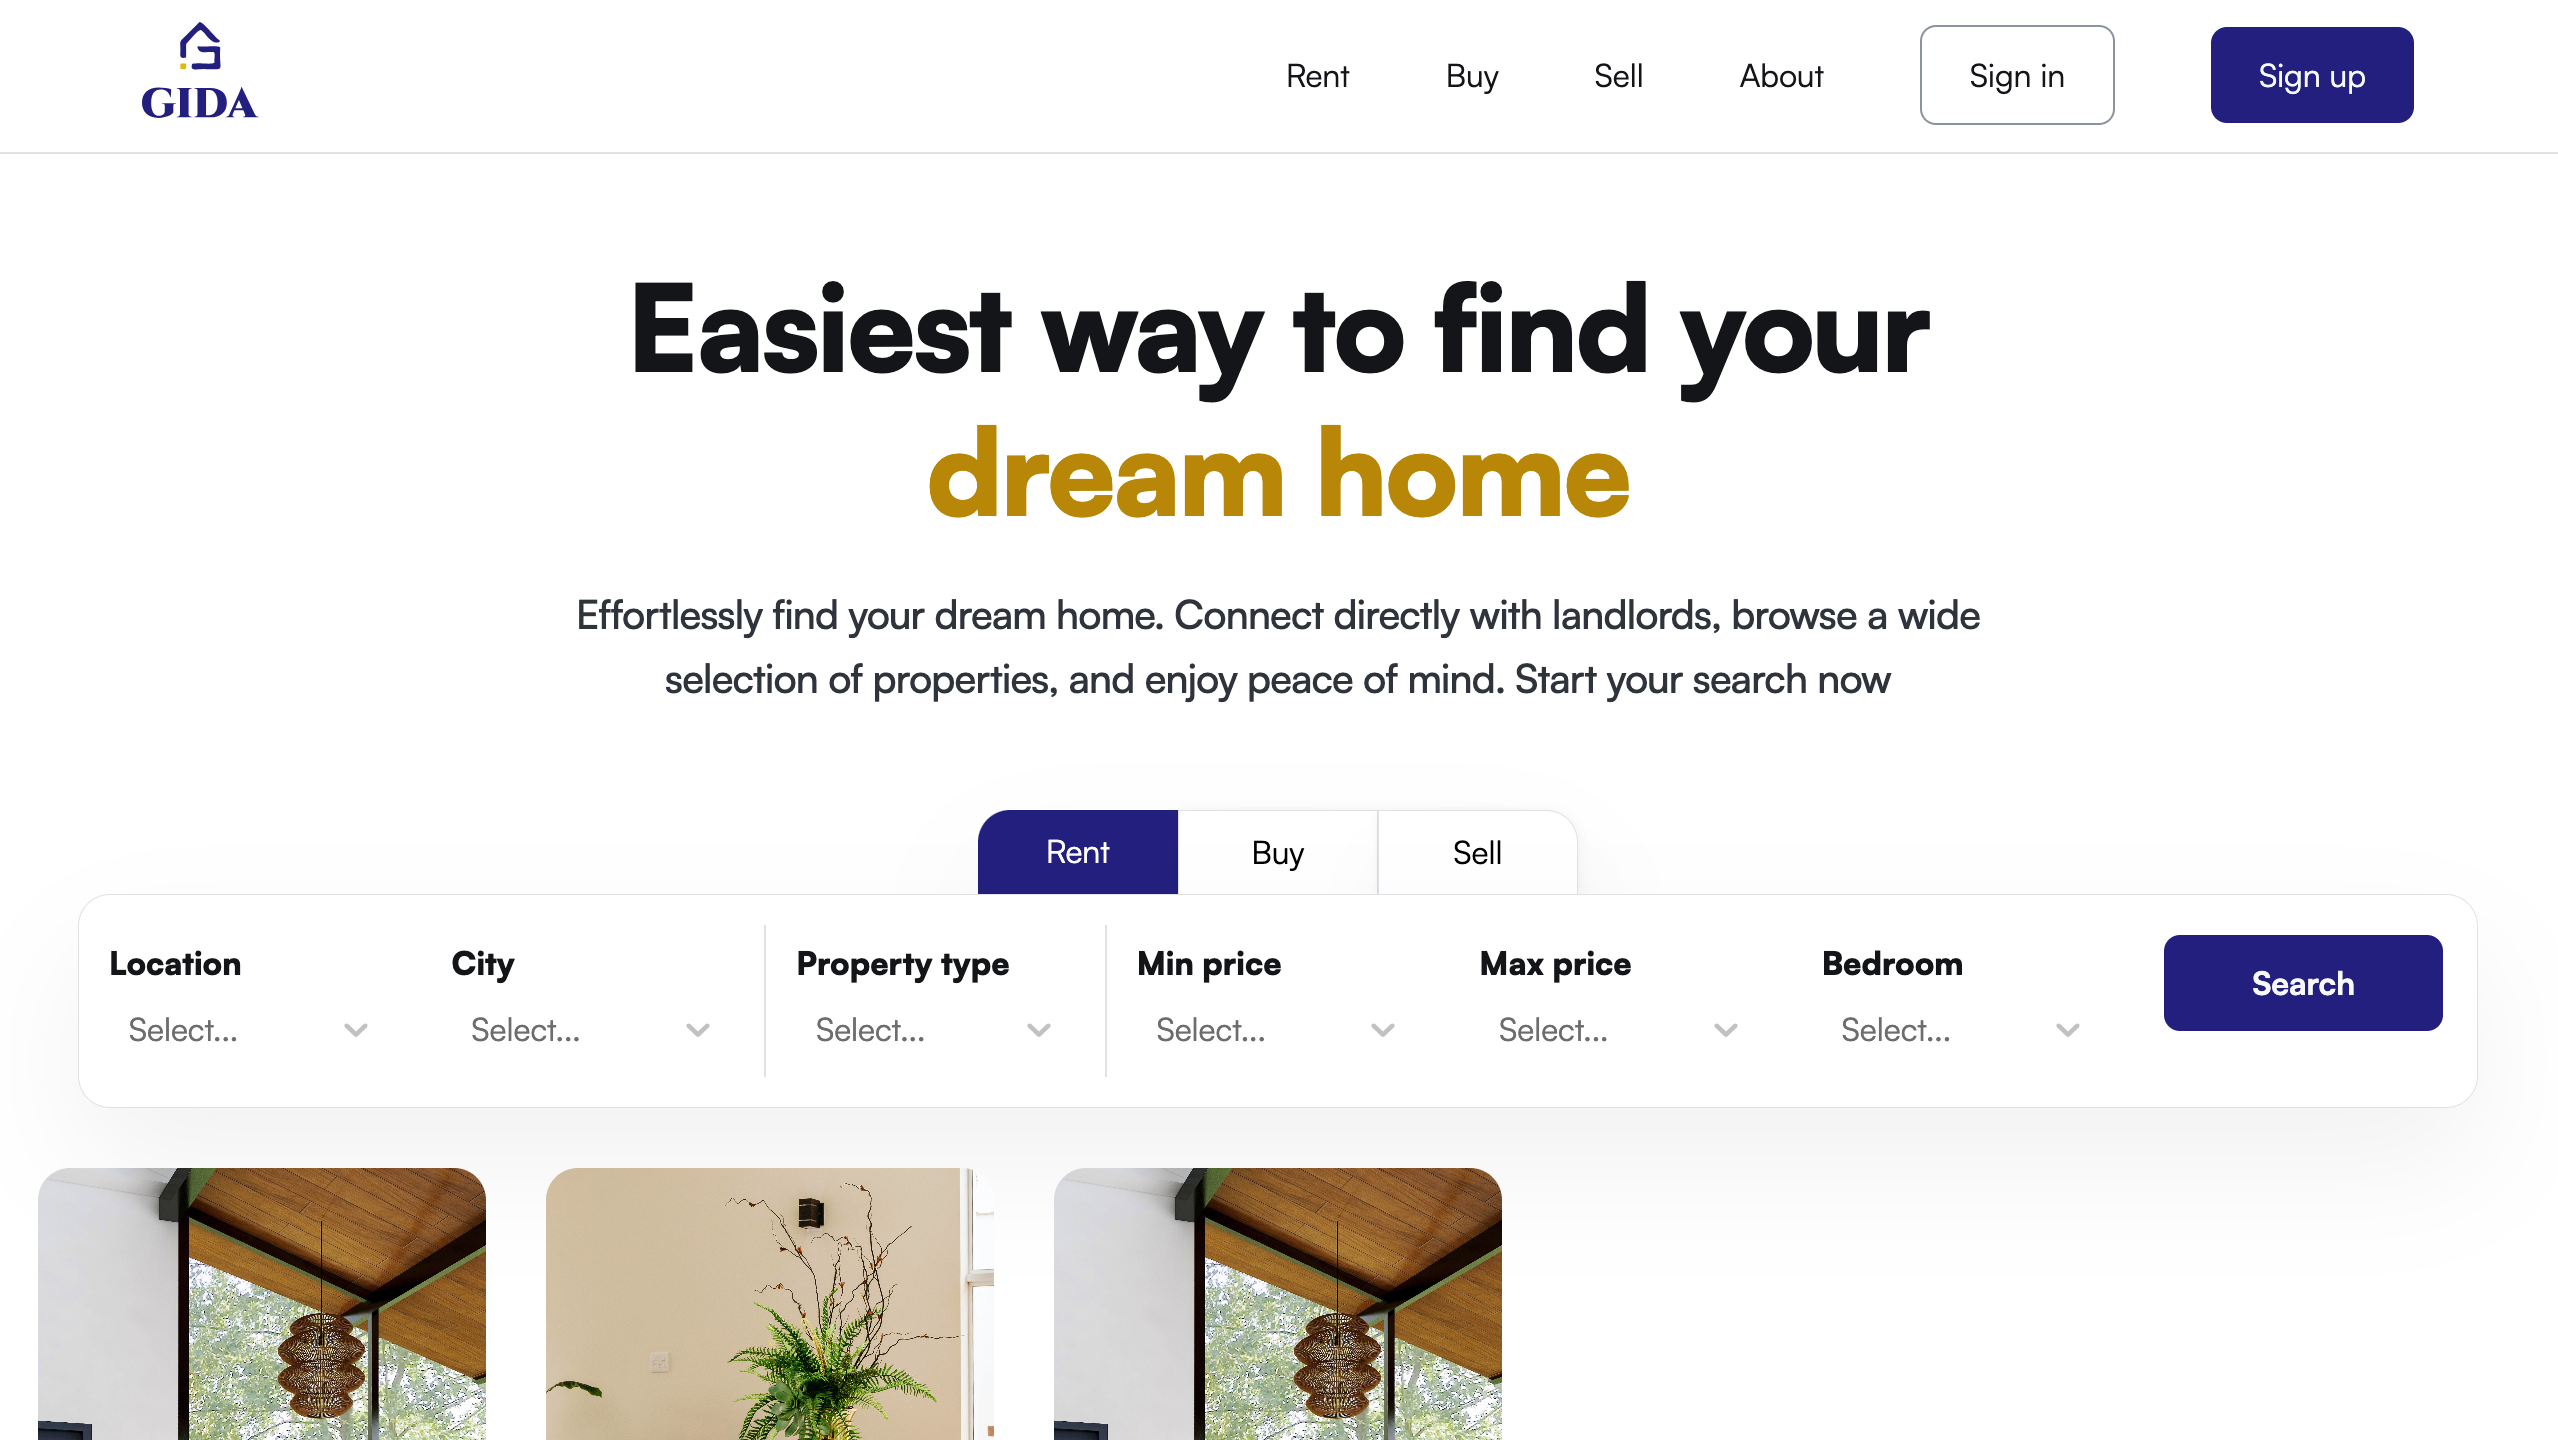 GIDA
Rent
Buy
Sell
About
Sign in
Sign up
Easiest way to find your
dream home
Effortlessly find your dream home. Connect directly with landlords, browse a wide
selection of properties, and enjoy peace of mind. Start your search now
Rent
Buy
Sell
Location
City
Property type
Min price
Max price
Bedroom
Select...
Select...
Select...
Select...
Select...
Select...
Search